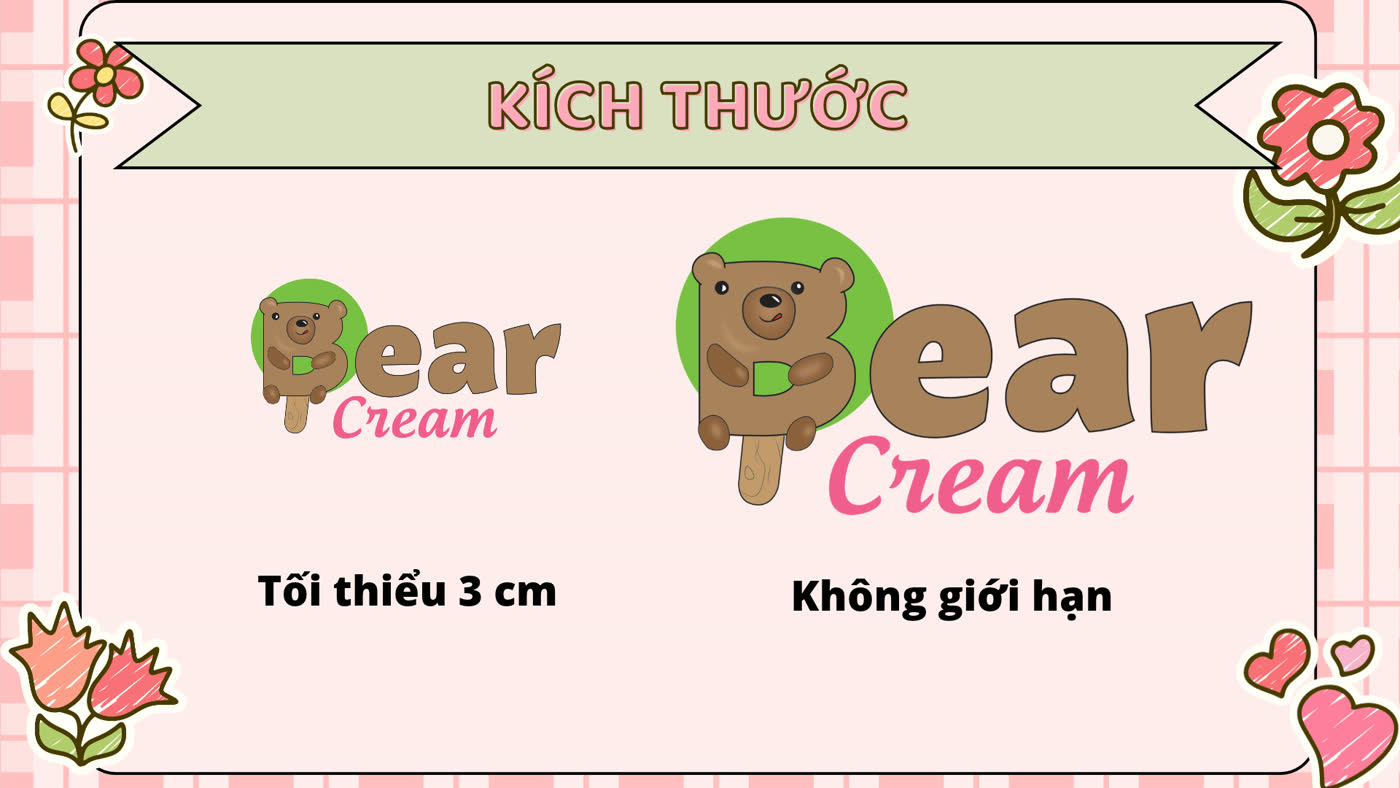 KÍCH THƯỚC
Bear
Cream
Bear
Cream
Tối thiểu 3 cm
Không giới hạn